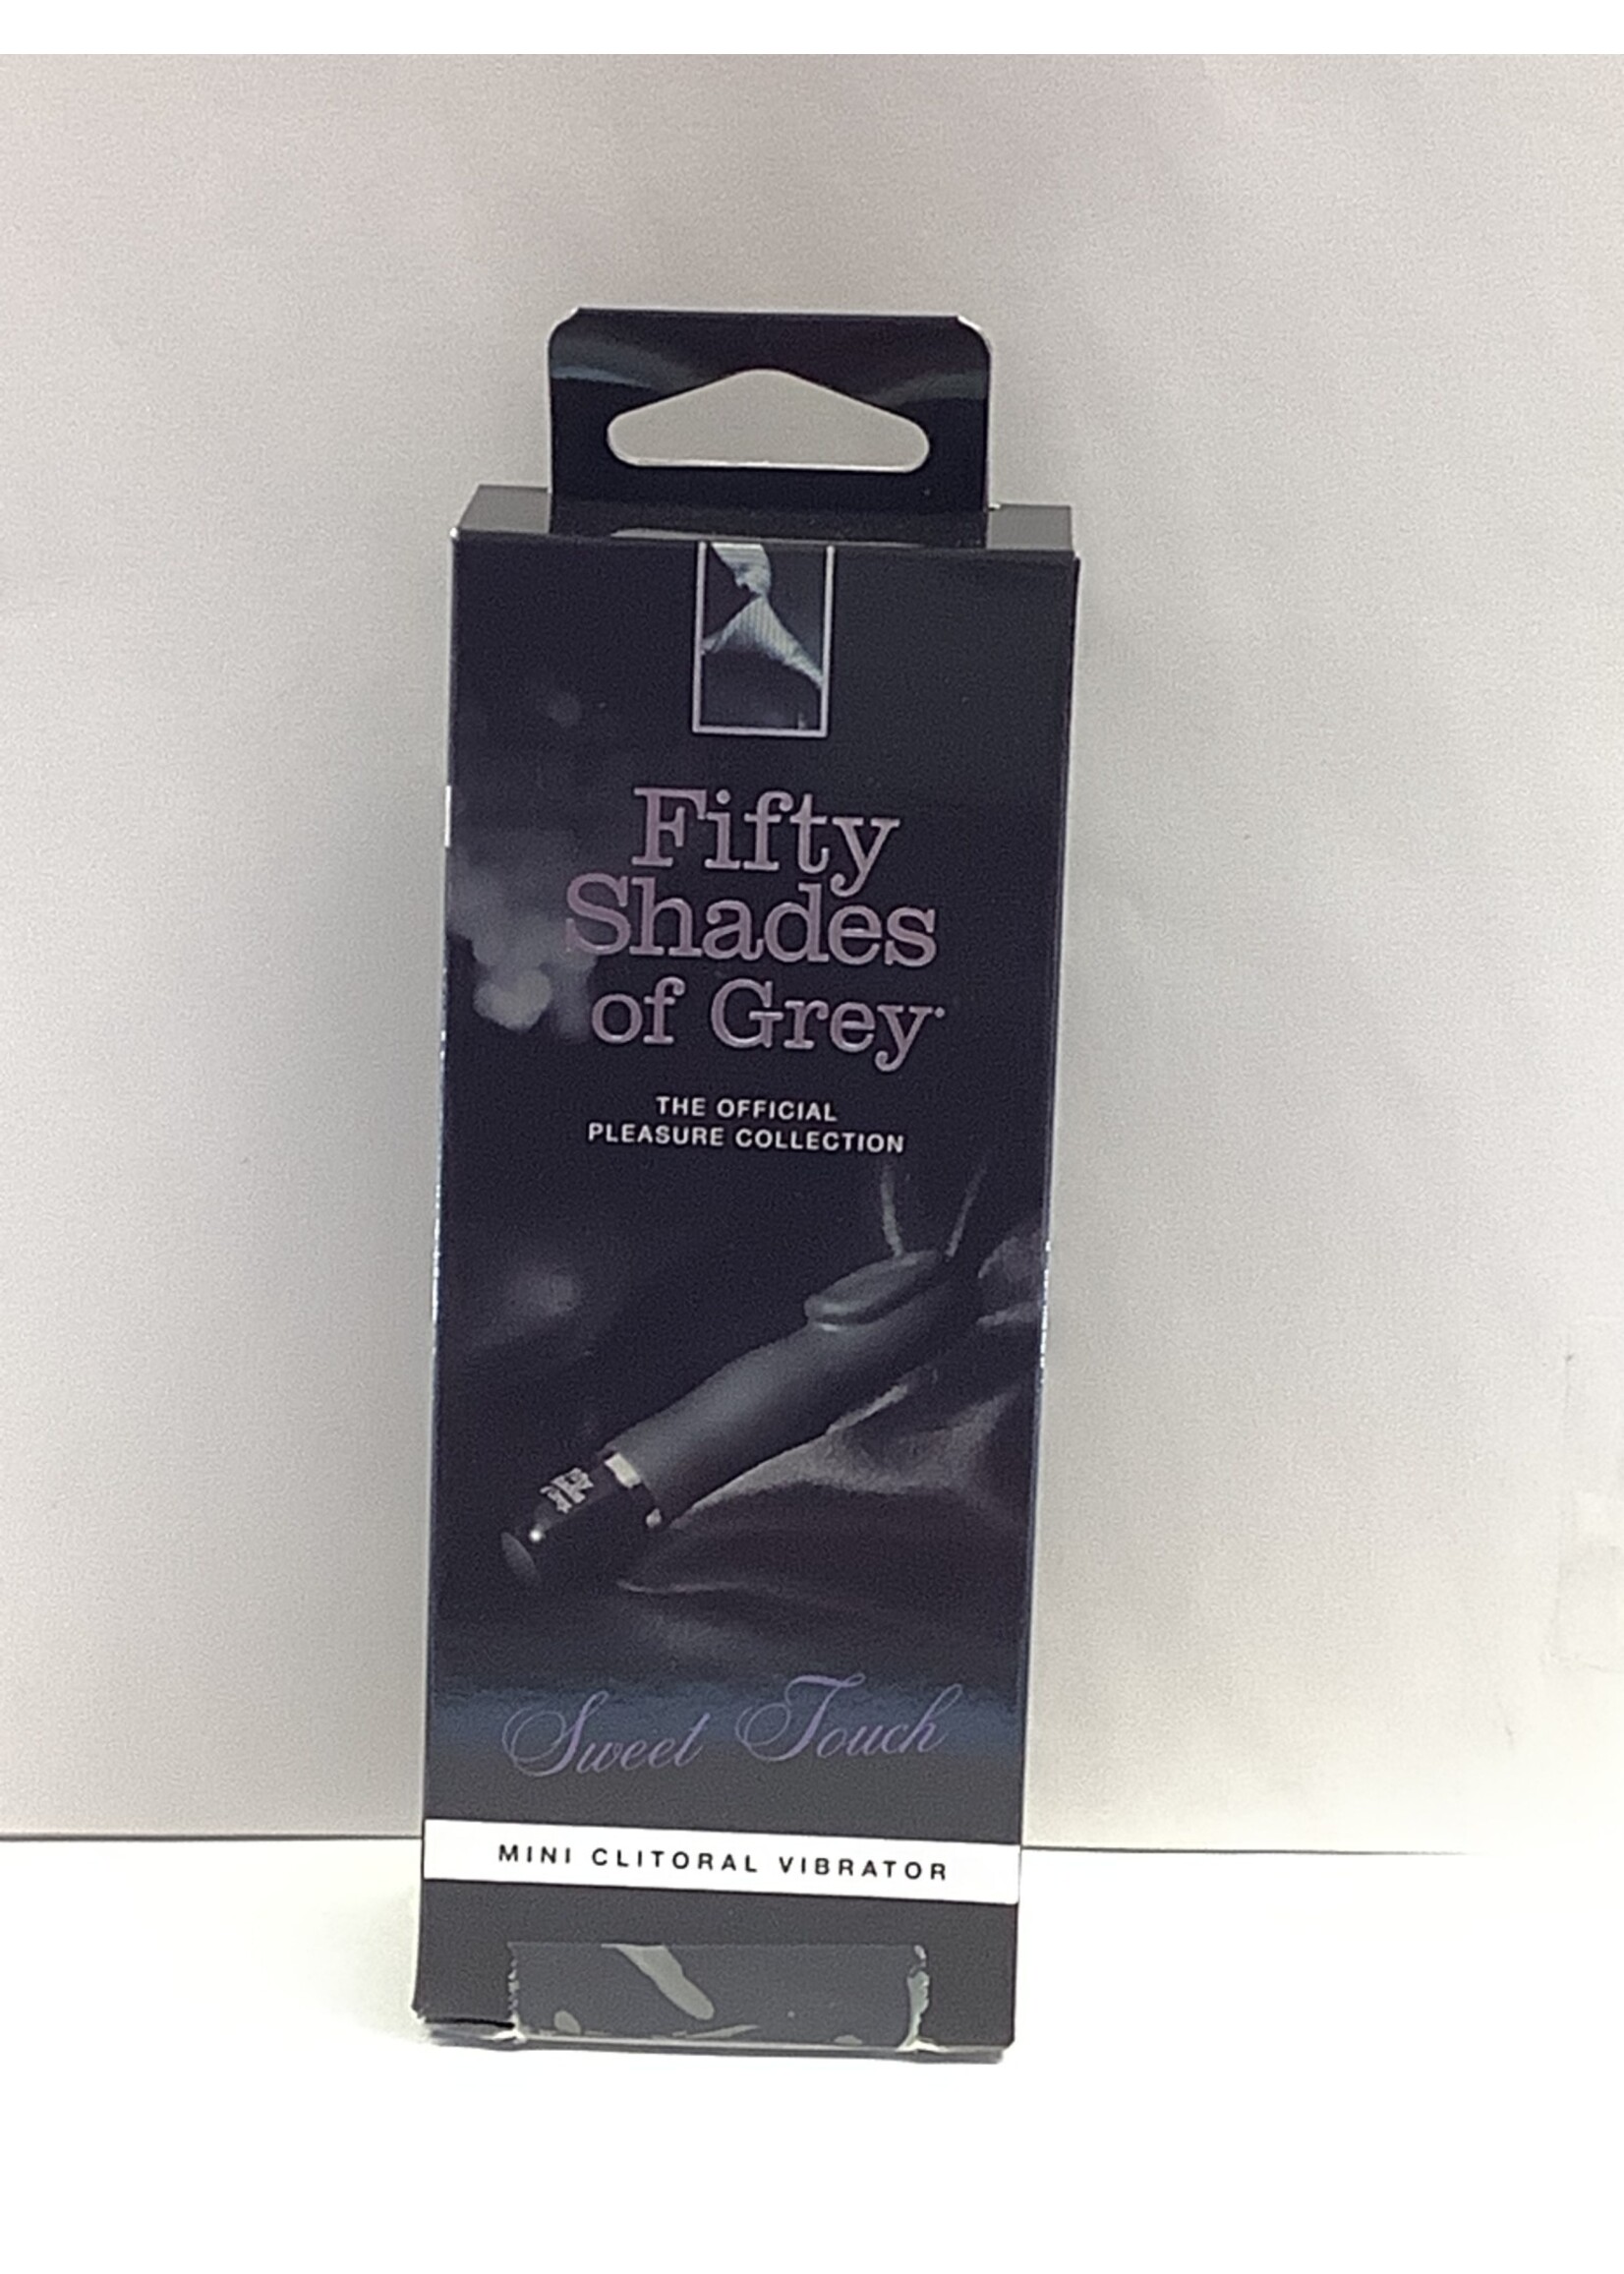 Fifty
Shades
of Grey
THE OFFICIAL
PLEASURE COLLECTION
Sweet Touch
MINI CLITORAL VIBRATOR